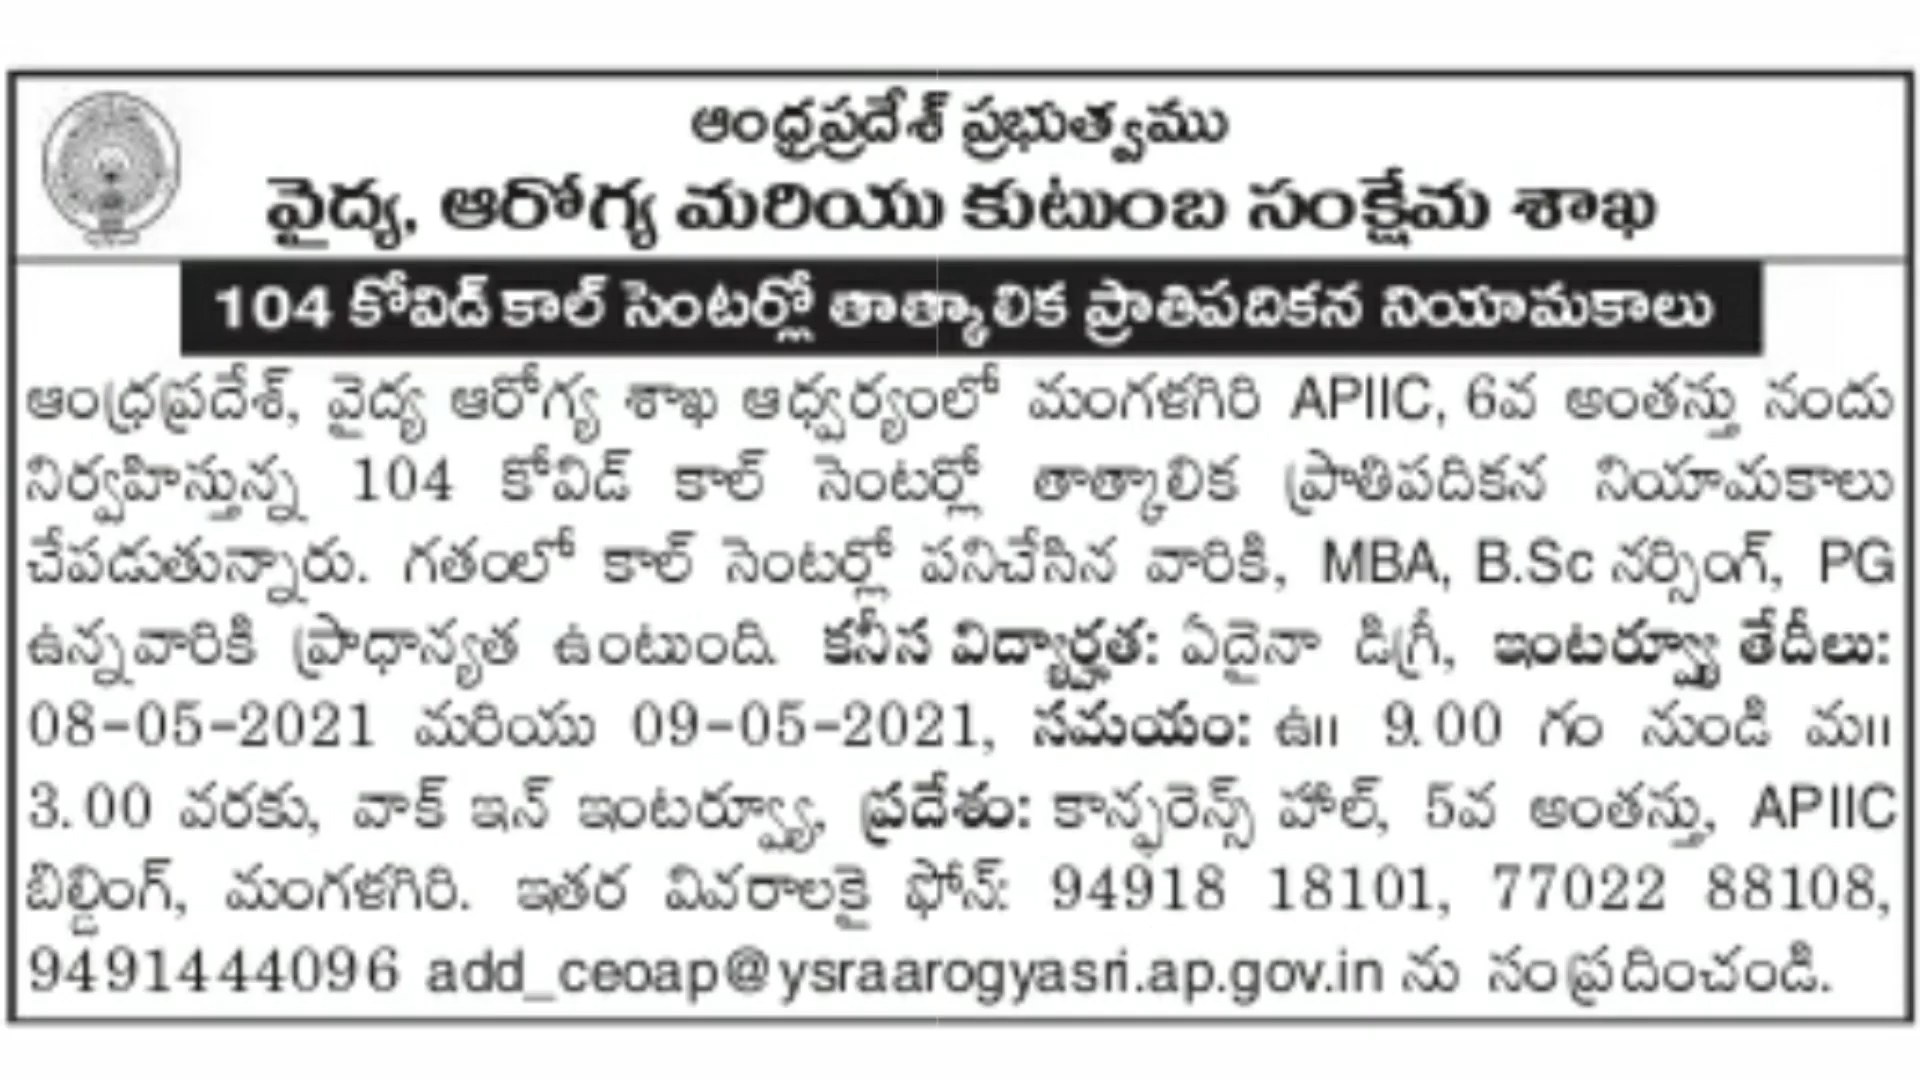 ఆంధ్రప్రదేశ్ ప్రభుత్వము
వైద్య, ఆరోగ్య మరియు కుటుంబ సంక్షేమ శాఖ
104 కోవిడ్ కాల్ సెంటర్లో తాత్కాలిక ప్రాతిపదికన నియామకాలు
ఆంధ్రప్రదేశ్, వైద్య ఆరోగ్య శాఖ ఆధ్వర్యంలో మంగళగిరి APIIC, 6వ అంతస్తు నందు
నిర్వహిస్తున్న 104 కోవిడ్ కాల్ సెంటర్లో తాత్కాలిక ప్రాతిపదికన నియామకాలు
చేపడుతున్నారు. గతంలో కాల్ సెంటర్లో పనిచేసిన వారికి, MBA, B.Sc నర్సింగ్, PG
ఉన్నవారికి ప్రాధాన్యత ఉంటుంది. కనీస విద్యార్హత: ఏదైనా డిగ్రీ, ఇంటర్వ్యూ తేదీలు:
08-05-2021 మరియు 09-05-2021, సమయం: ఉ॥ 9.00 గం నుండి మ॥
3.00 వరకు, వాక్ ఇన్ ఇంటర్వ్యూ, ప్రదేశం: కాన్ఫరెన్స్ హాల్, 5వ అంతస్తు, APIIC
బిల్డింగ్, మంగళగిరి. ఇతర వివరాలకై ఫోన్: 94918 18101, 77022 88108,
9491444096 add_ceoap@ysraarogyasri.ap.gov.in ను సంప్రదించండి.